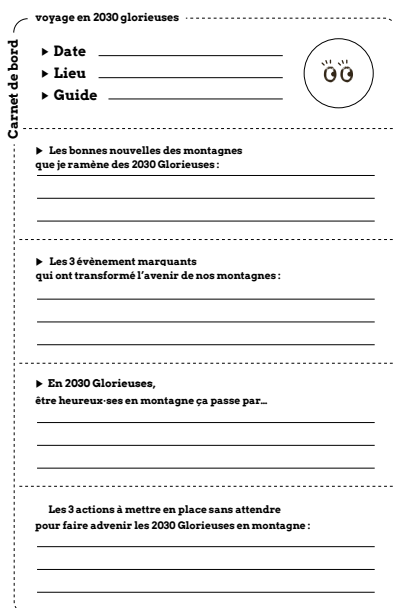 voyage en 2030 glorieuses
Carnet de bord
Date
Lieu
Guide
Les bonnes nouvelles des montagnes
que je ramène des 2030 Glorieuses :
Les 3 évènement marquants
qui ont transformé l'avenir de nos montagnes :
En 2030 Glorieuses,
être heureux·ses en montagne ça passe par...
Les 3 actions à mettre en place sans attendre
pour faire advenir les 2030 Glorieuses en montagne :